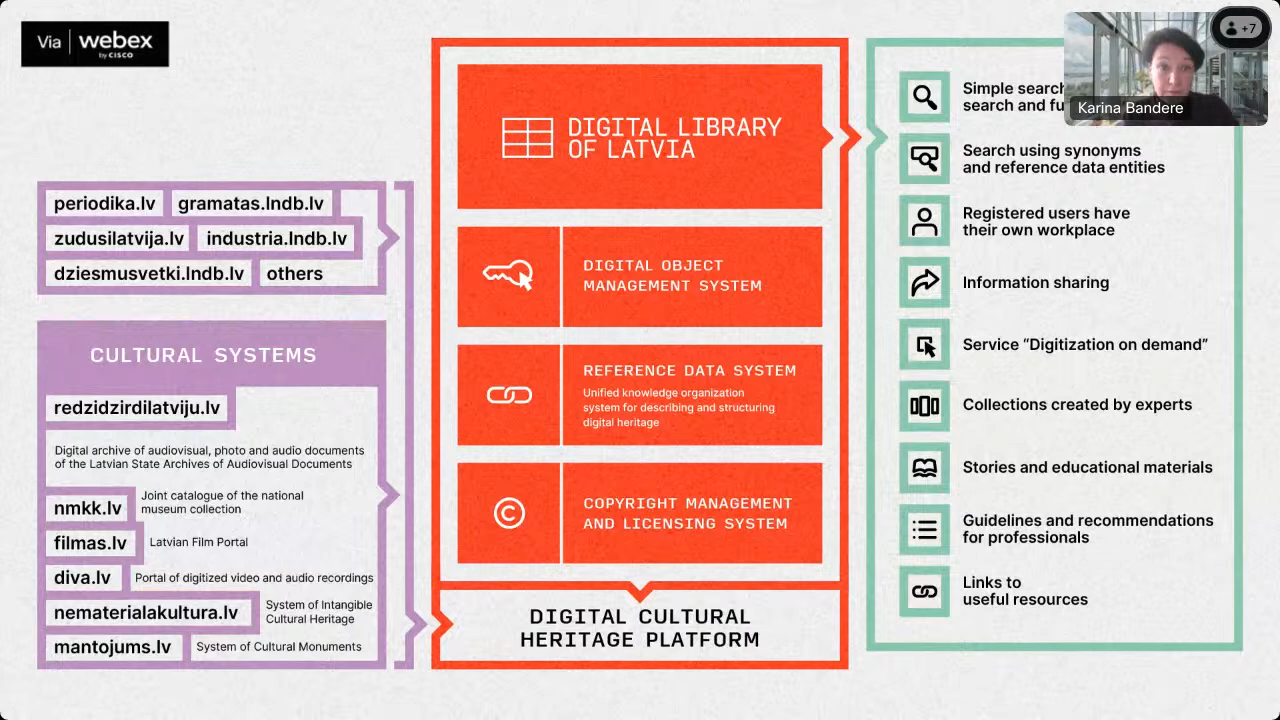 Via webex
by CISCO
+7
Karina Bandere
periodika.lv gramatas.lndb.lv
zudusilatvija.lv industria.lndb.lv
dziesmusvetki.lndb.lv others
CULTURAL SYSTEMS
redzidzirdilatviju.lv
Digital archive of audiovisual, photo and audio documents
of the Latvian State Archives of Audiovisual Documents
nmkk.lv
Joint catalogue of the national
museum collection
filmas.lv Latvian Film Portal
diva.lv Portal of digitized video and audio recordings
nematerialakultura.lv
System of Intangible
Cultural Heritage
mantojums.lv System of Cultural Monuments
DIGITAL LIBRARY
OF LATVIA
DIGITAL OBJECT
MANAGEMENT SYSTEM
REFERENCE DATA SYSTEM
Unified knowledge organization
system for describing and structuring
digital heritage
COPYRIGHT MANAGEMENT
AND LICENSING SYSTEM
DIGITAL CULTURAL
HERITAGE PLATFORM
Simple search
search and
Search using synonyms
and reference data entities
Registered users have
their own workplace
Information sharing
Service “Digitization on demand”
Collections created by experts
Stories and educational materials
Guidelines and recommendations
for professionals
Links to
useful resources